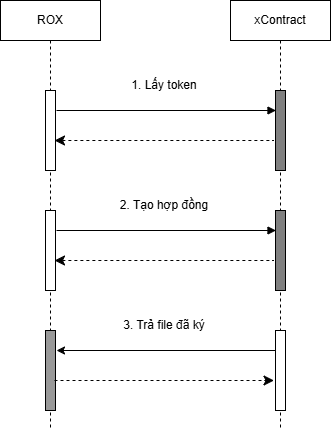 ROX
xContract
1. Lấy token
2. Tạo hợp đồng
3. Trả file đã ký